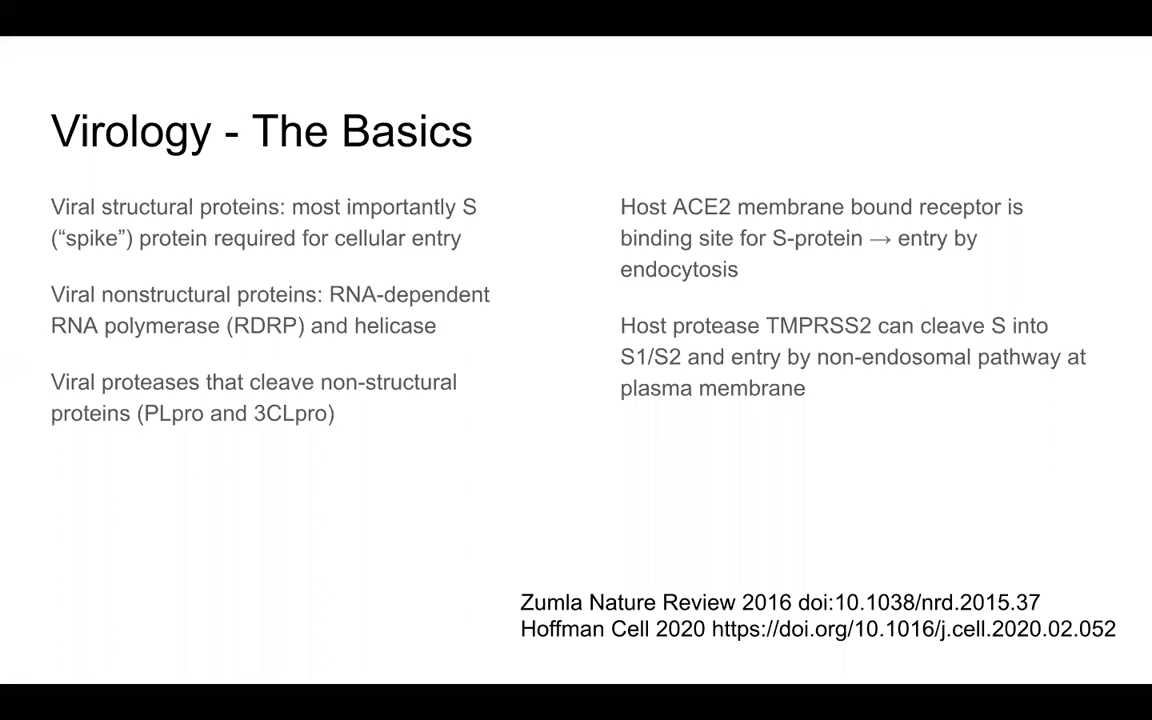 Virology - The Basics
Viral structural proteins: most importantly S
(“spike”) protein required for cellular entry
Viral nonstructural proteins: RNA-dependent
RNA polymerase (RDRP) and helicase
Viral proteases that cleave non-structural
proteins (PLpro and 3CLpro)
Host ACE2 membrane bound receptor is
binding site for S-protein → entry by
endocytosis
Host protease TMPRSS2 can cleave S into
S1/S2 and entry by non-endosomal pathway at
plasma membrane
Zumla Nature Review 2016 doi:10.1038/nrd.2015.37
Hoffman Cell 2020 https://doi.org/10.1016/j.cell.2020.02.052